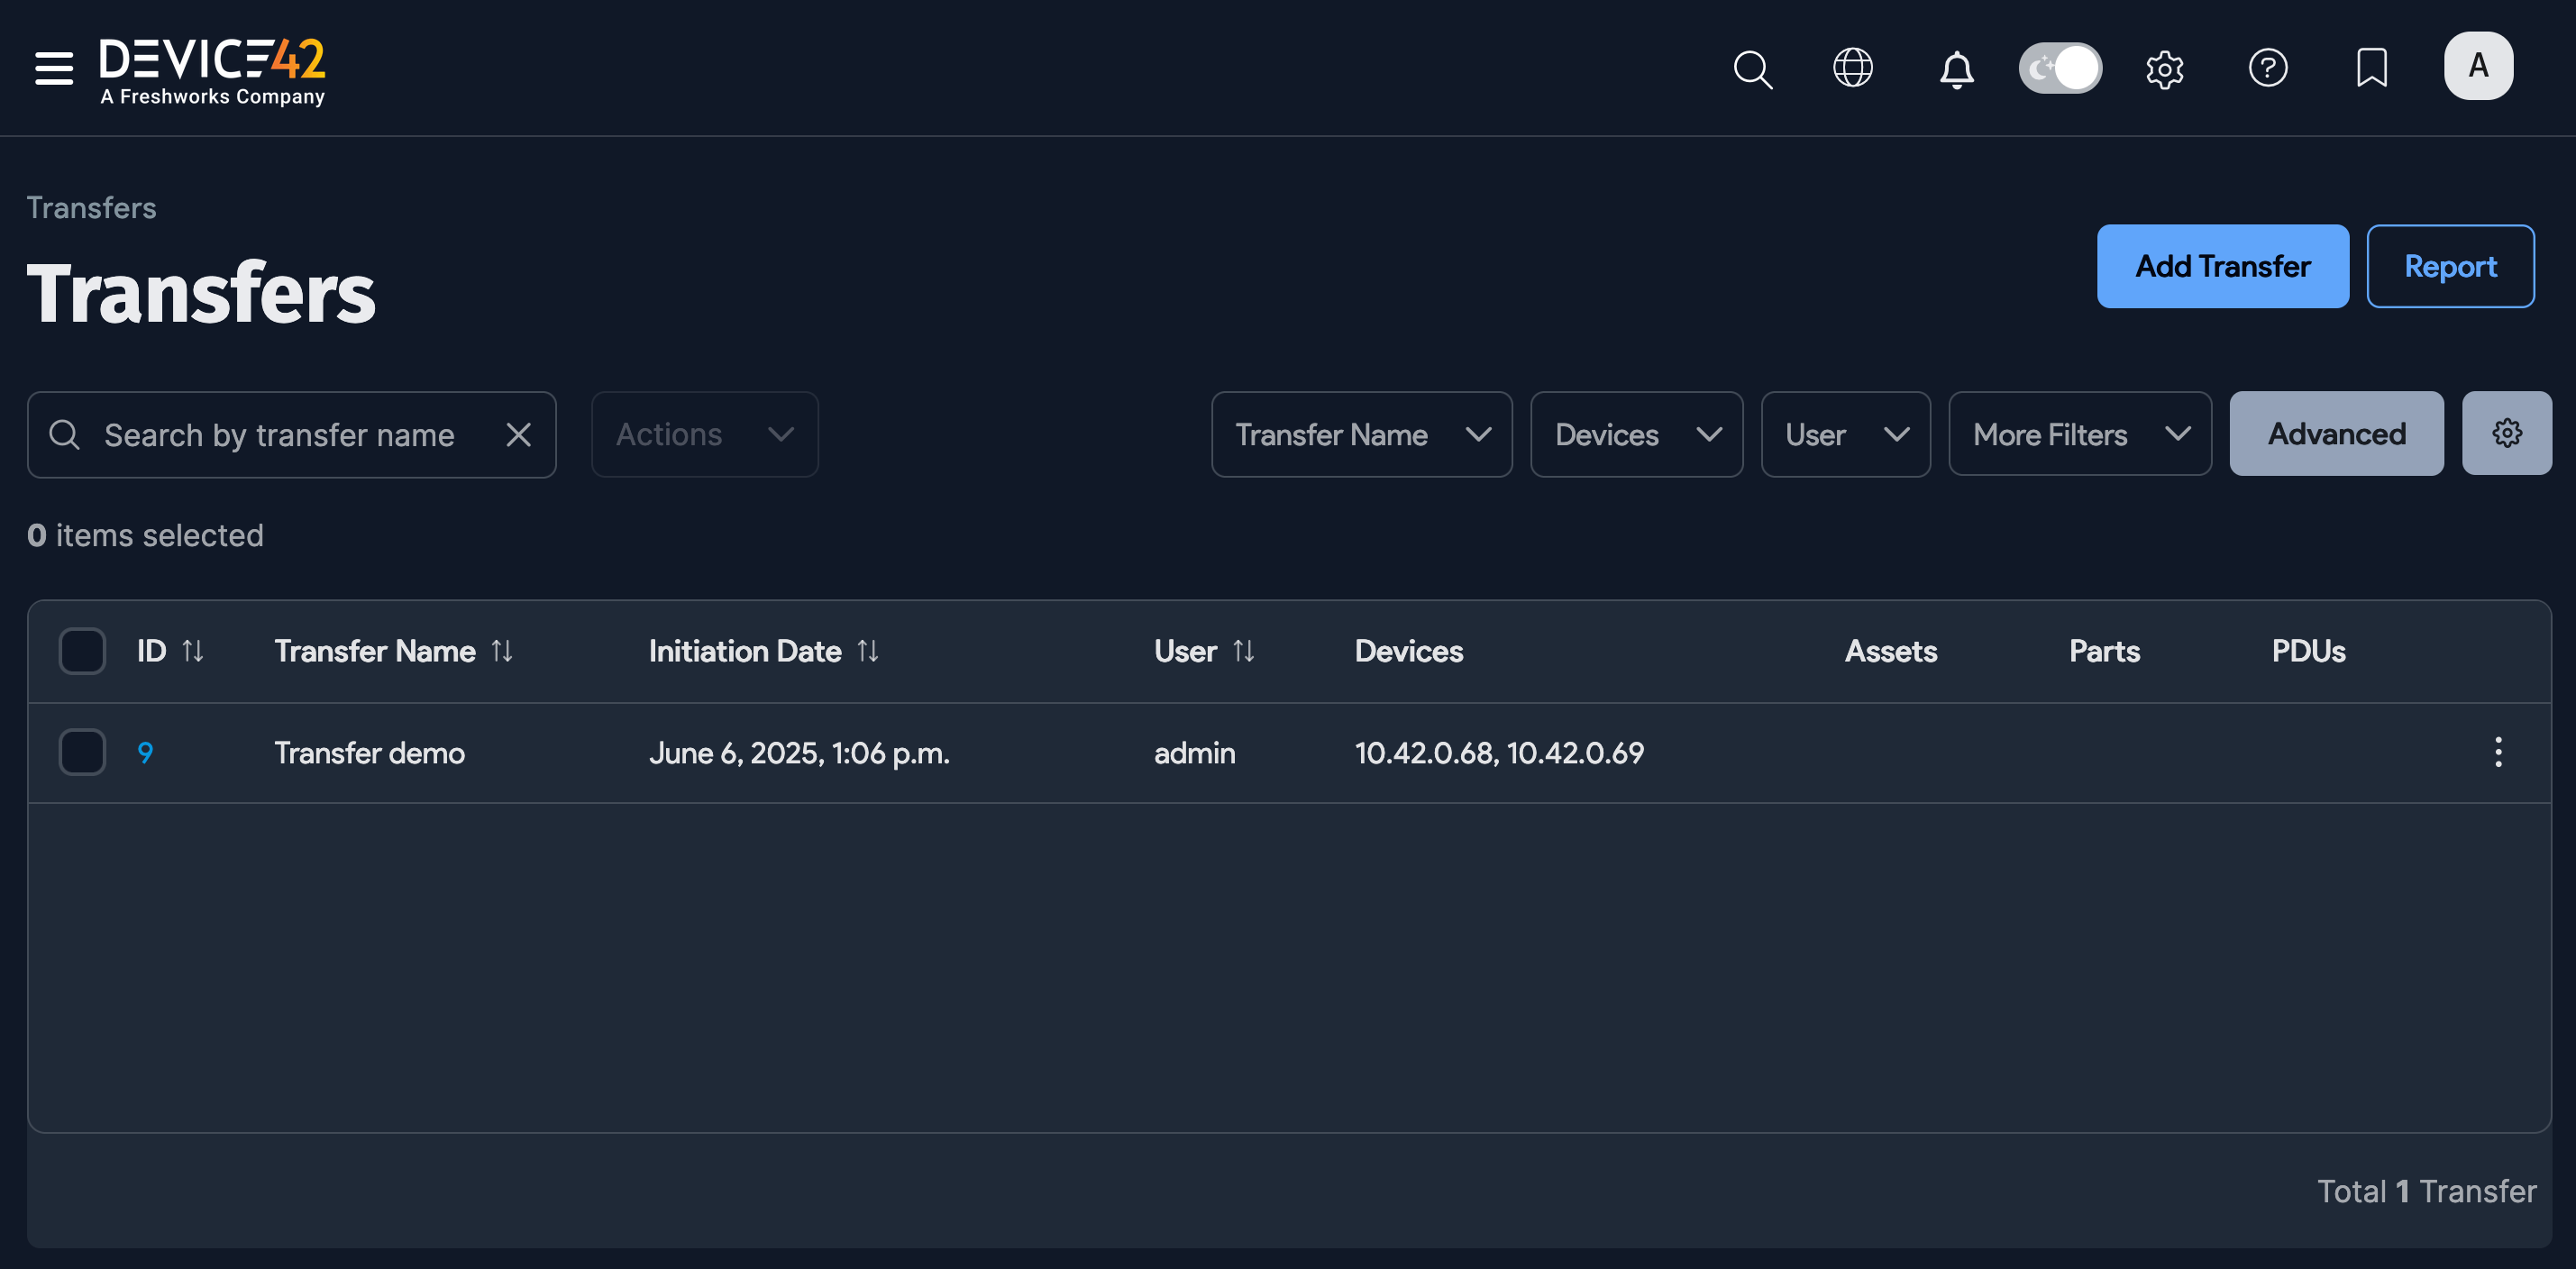 DEVICE42
A Freshworks Company
A
Transfers
Transfers
Add Transfer
Report
Search by transfer name
Actions
Transfer Name
Devices
User
More Filters
Advanced
0 items selected
ID Transfer Name Initiation Date User Devices Assets Parts PDUs
9 Transfer demo June 6, 2025, 1:06 p.m. admin 10.42.0.68, 10.42.0.69
Total 1 Transfer